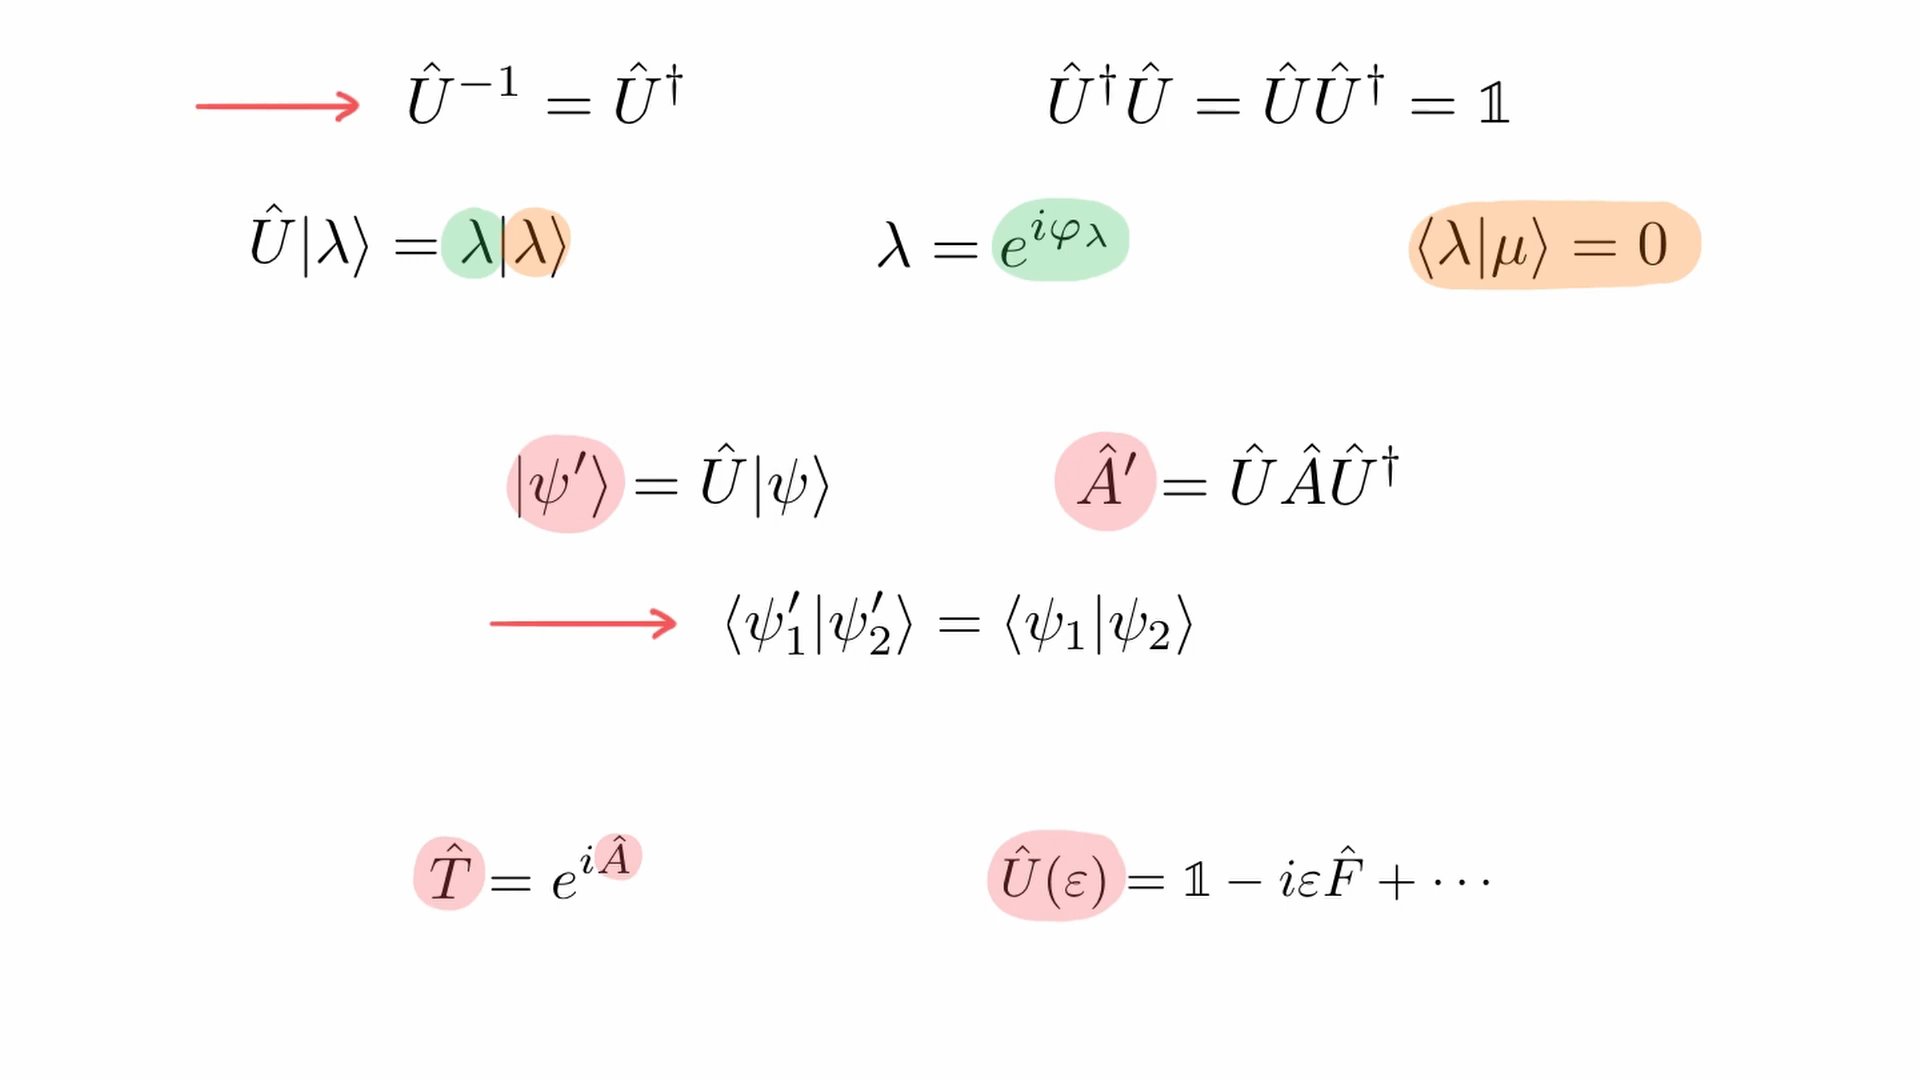 Û⁻¹ = Û† Û†Û = ÛÛ† = 𝟙
Û|λ⟩ = λ|λ⟩ λ = e^{iφ_λ} ⟨λ|μ⟩ = 0
|ψ′⟩ = Û|ψ⟩ Â′ = ÛÂÛ†
⟨ψ′₁|ψ′₂⟩ = ⟨ψ₁|ψ₂⟩
T̂ = e^{iÂ} Û(ε) = 𝟙 − iεF̂ + ⋯